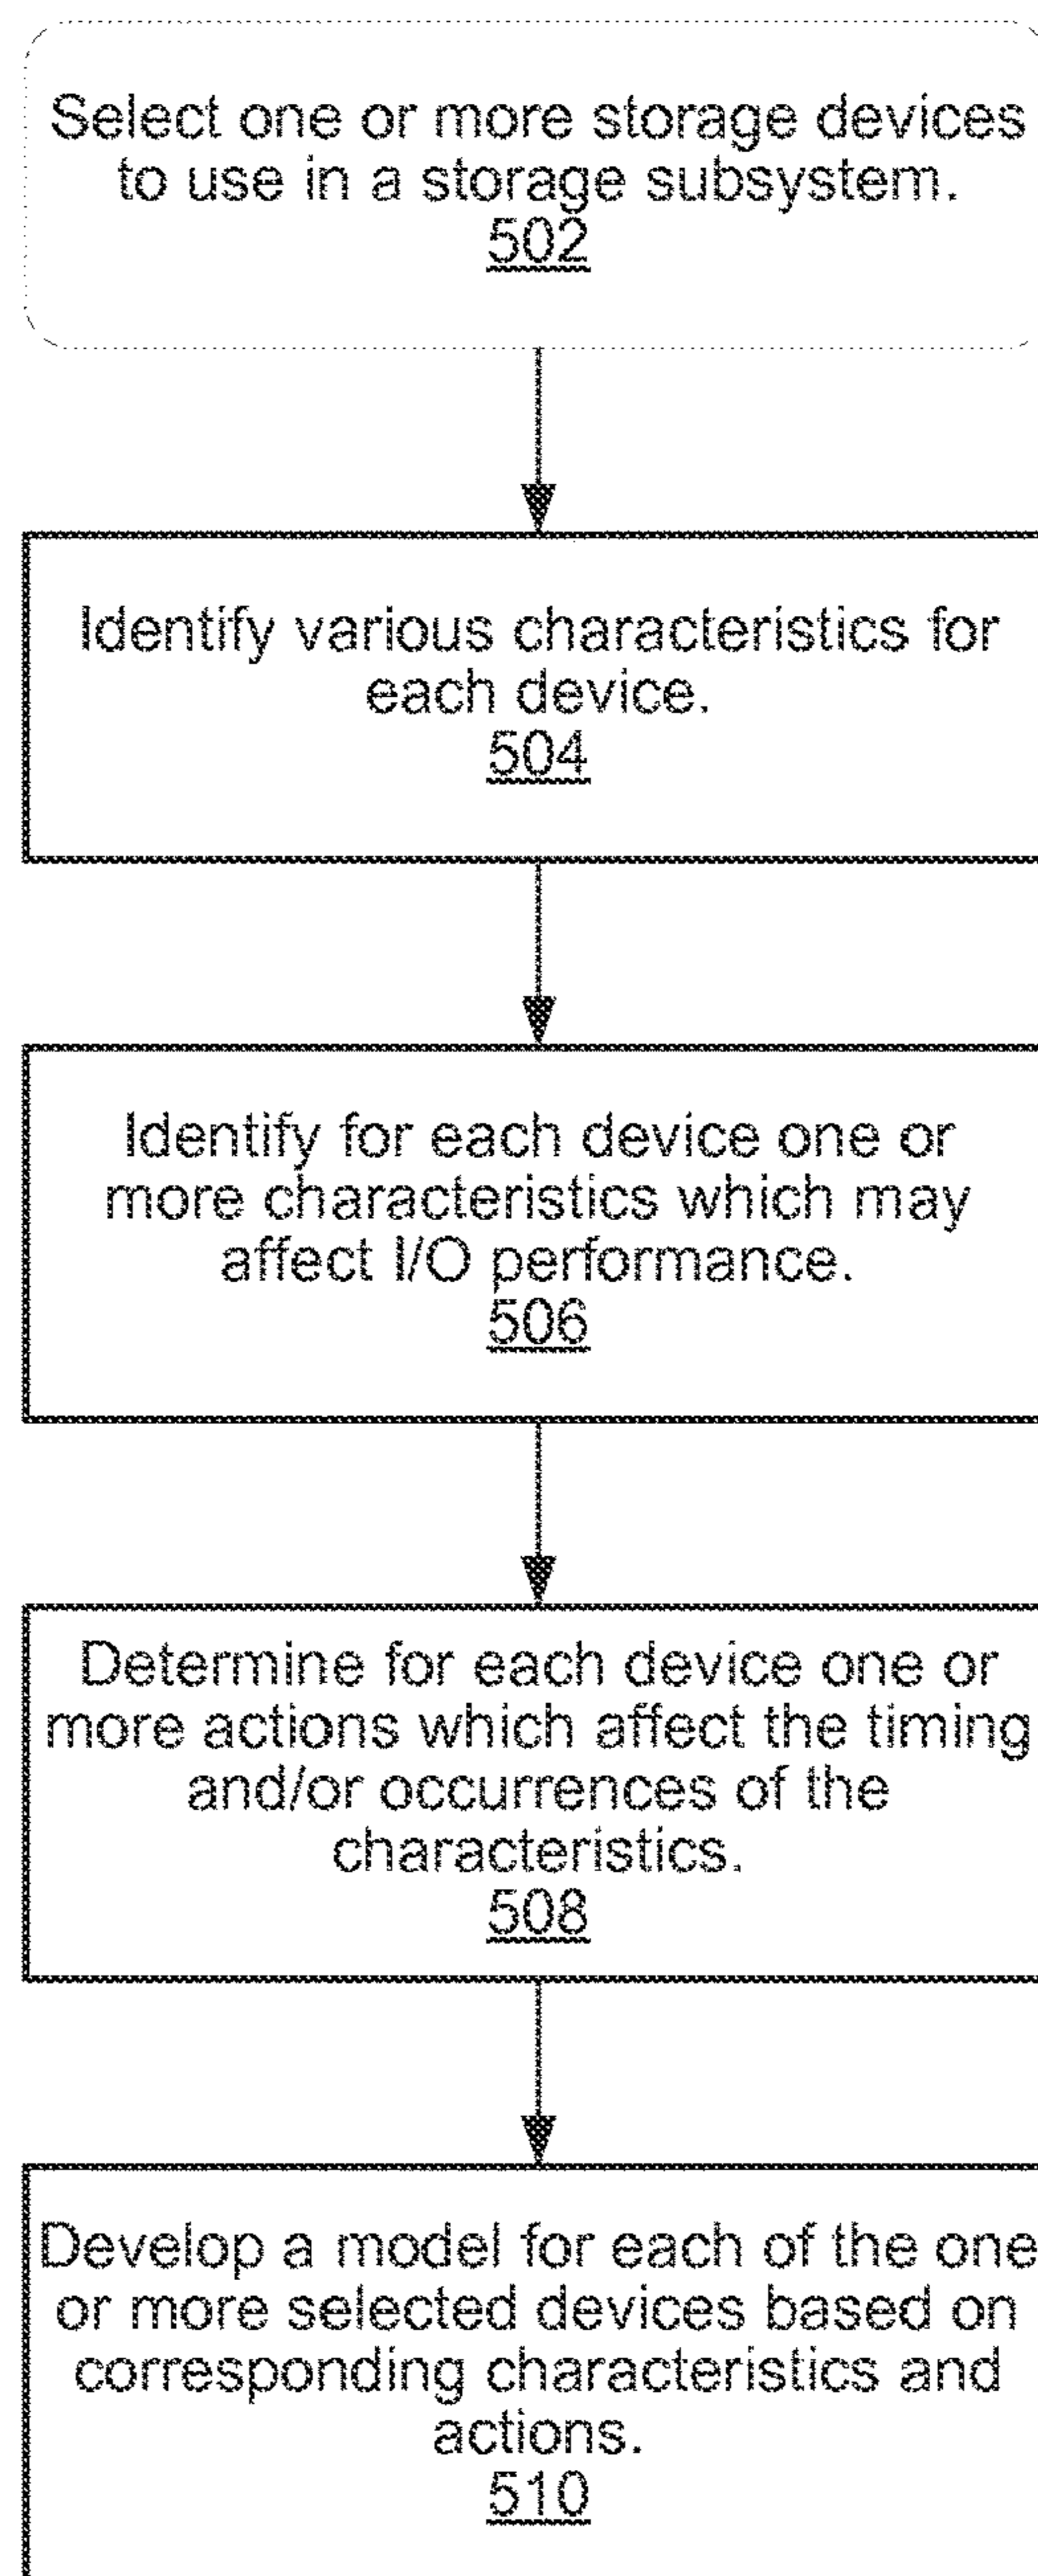 Select one or more storage devices
to use in a storage subsystem.
502
Identify various characteristics for
each device.
504
Identify for each device one or
more characteristics which may
affect I/O performance.
506
Determine for each device one or
more actions which affect the timing
and/or occurrences of the
characteristics.
508
Develop a model for each of the one
or more selected devices based on
corresponding characteristics and
actions.
510